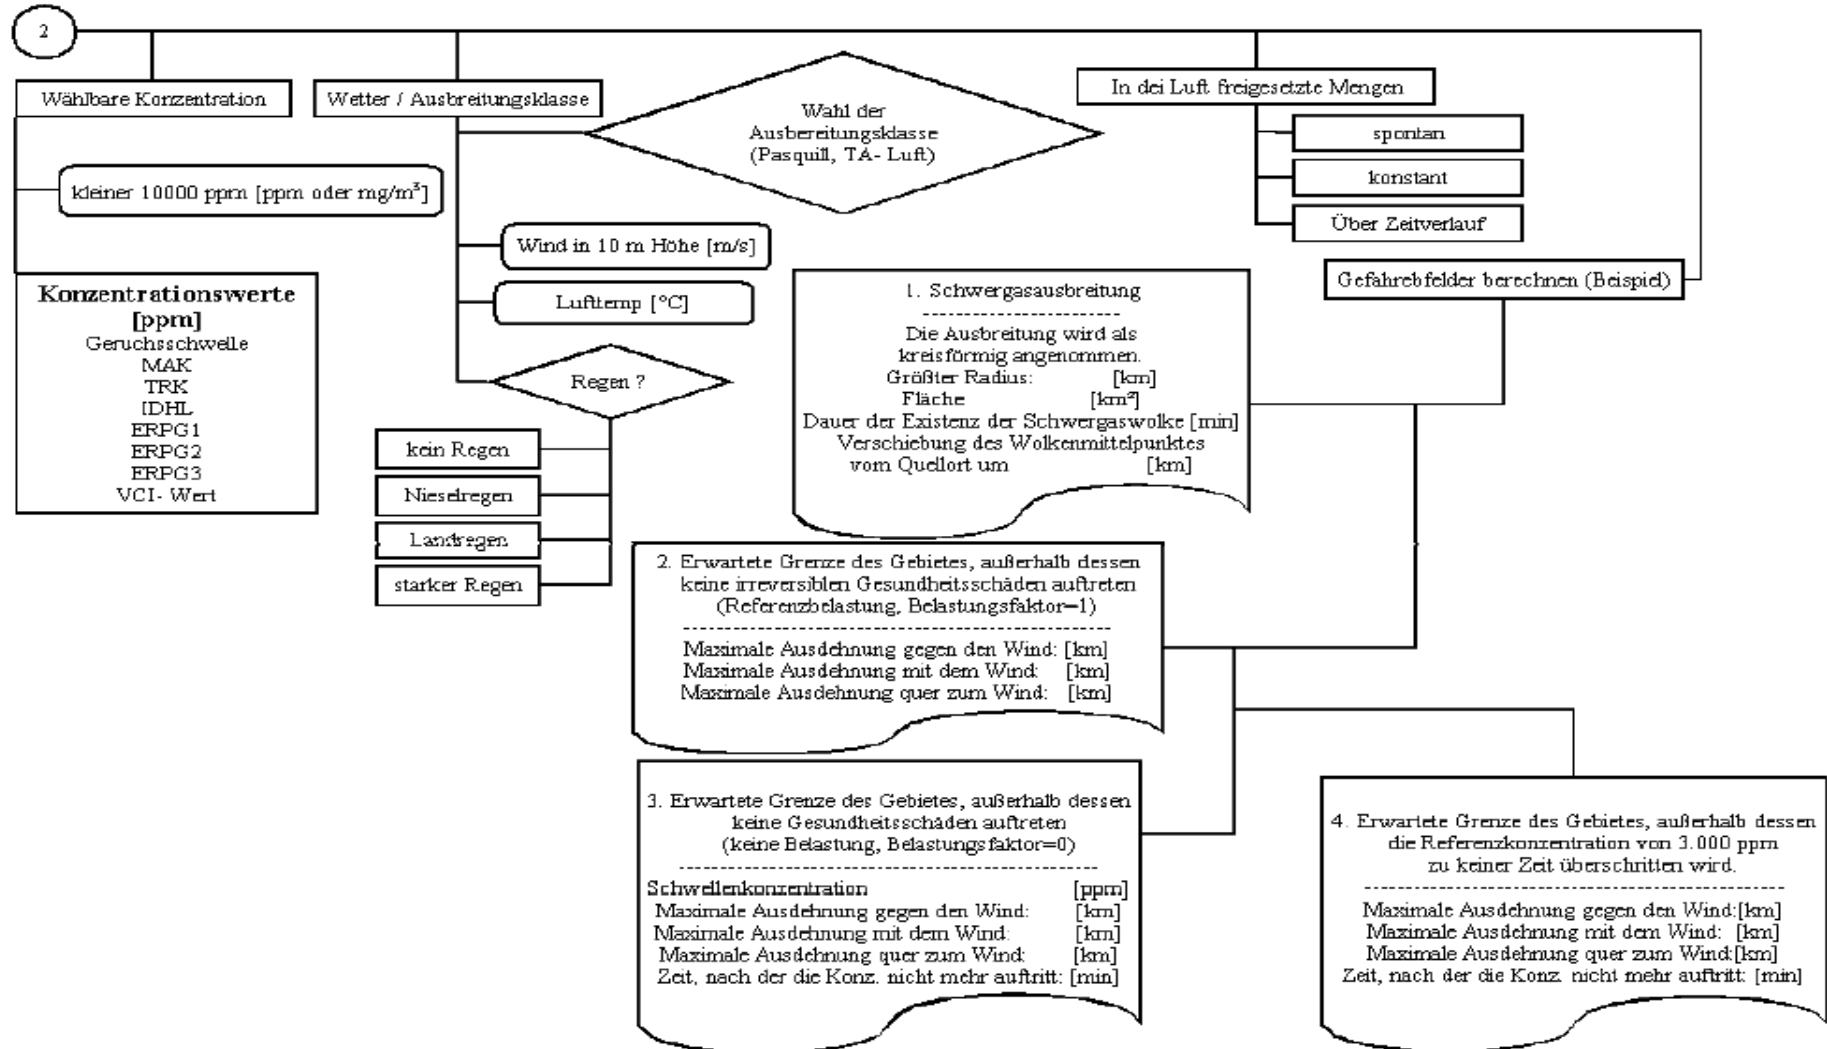 2
Wählbare Konzentration
kleiner 10000 ppm [ppm oder mg/m³]
Konzentrationswerte
[ppm]
Geruchsschwelle
MAK
TRK
IDHL
ERPG1
ERPG2
ERPG3
VCI- Wert
Wetter / Ausbreitungsklasse
Wahl der
Ausbereitungsklasse
(Pasquill, TA- Luft)
Wind in 10 m Höhe [m/s]
Lufttemp [°C]
Regen ?
kein Regen
Nieselregen
Landregen
starker Regen
In dei Luft freigesetzte Mengen
spontan
konstant
Über Zeitverlauf
Gefahrebfelder berechnen (Beispiel)
1. Schwergasausbreitung
------------------------
Die Ausbreitung wird als
kreisförmig angenommen.
Größter Radius: [km]
Fläche [km²]
Dauer der Existenz der Schwergaswolke [min]
Verschiebung des Wolkenmittelpunktes
vom Quellort um [km]
2. Erwartete Grenze des Gebietes, außerhalb dessen
keine irreversiblen Gesundheitsschäden auftreten
(Referenzbelastung, Belastungsfaktor=1)
------------------------
Maximale Ausdehnung gegen den Wind: [km]
Maximale Ausdehnung mit dem Wind: [km]
Maximale Ausdehnung quer zum Wind: [km]
3. Erwartete Grenze des Gebietes, außerhalb dessen
keine Gesundheitsschäden auftreten
(keine Belastung, Belastungsfaktor=0)
------------------------
Schwellenkonzentration [ppm]
Maximale Ausdehnung gegen den Wind: [km]
Maximale Ausdehnung mit dem Wind: [km]
Maximale Ausdehnung quer zum Wind: [km]
Zeit, nach der die Konz. nicht mehr auftritt: [min]
4. Erwartete Grenze des Gebietes, außerhalb dessen
die Referenzkonzentration von 3.000 ppm
zu keiner Zeit überschritten wird.
------------------------
Maximale Ausdehnung gegen den Wind:[km]
Maximale Ausdehnung mit dem Wind: [km]
Maximale Ausdehnung quer zum Wind:[km]
Zeit, nach der die Konz. nicht mehr auftritt: [min]